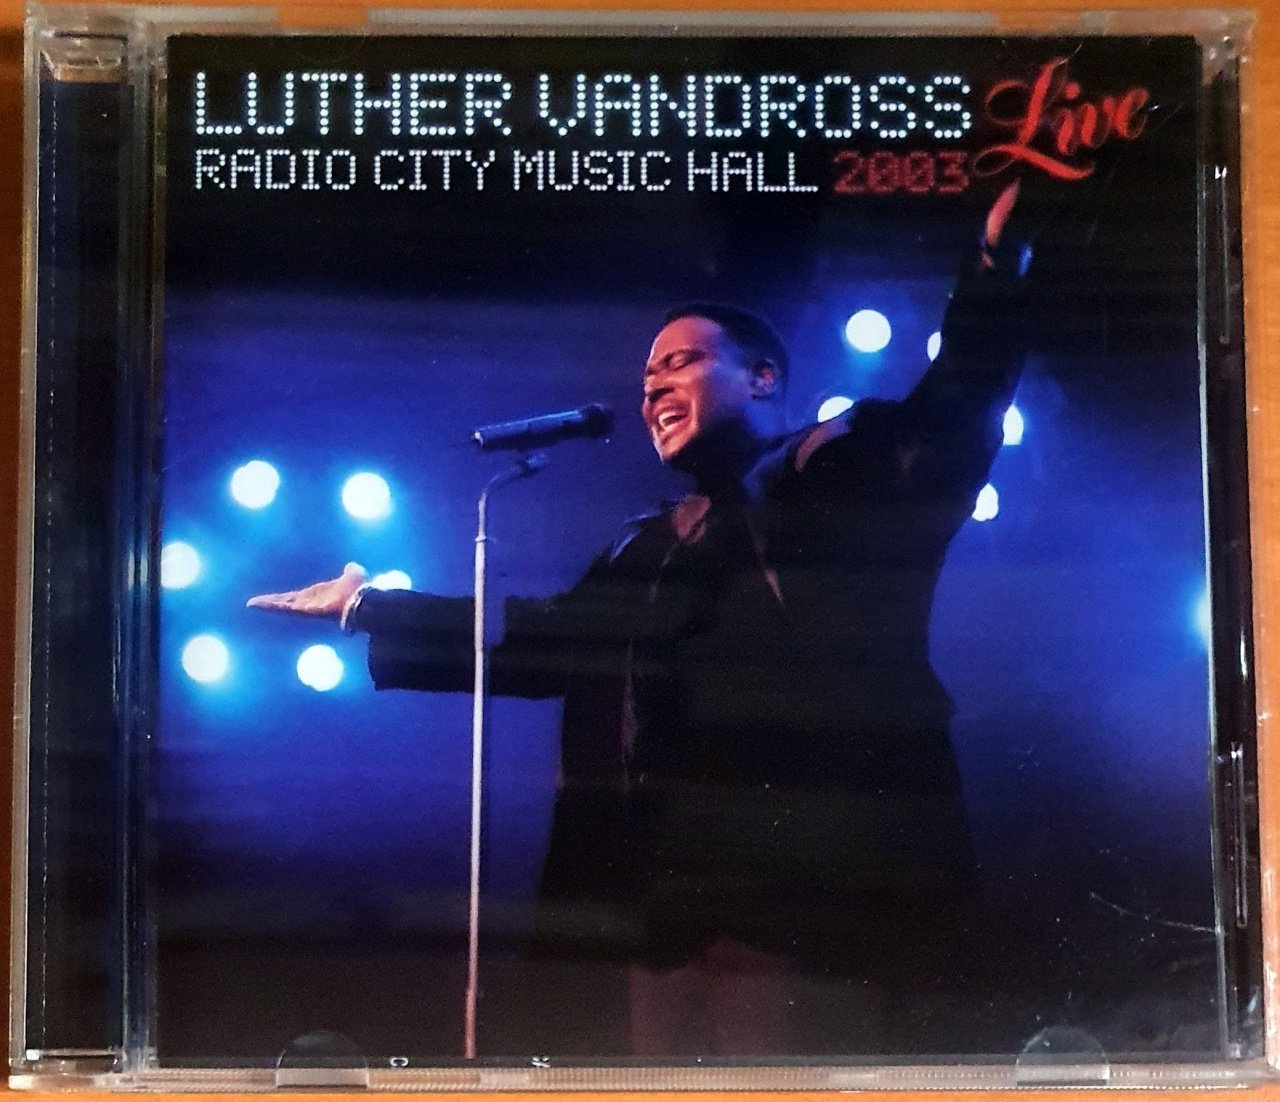 LUTHER VANDROSS Live
RADIO CITY MUSIC HALL 2003